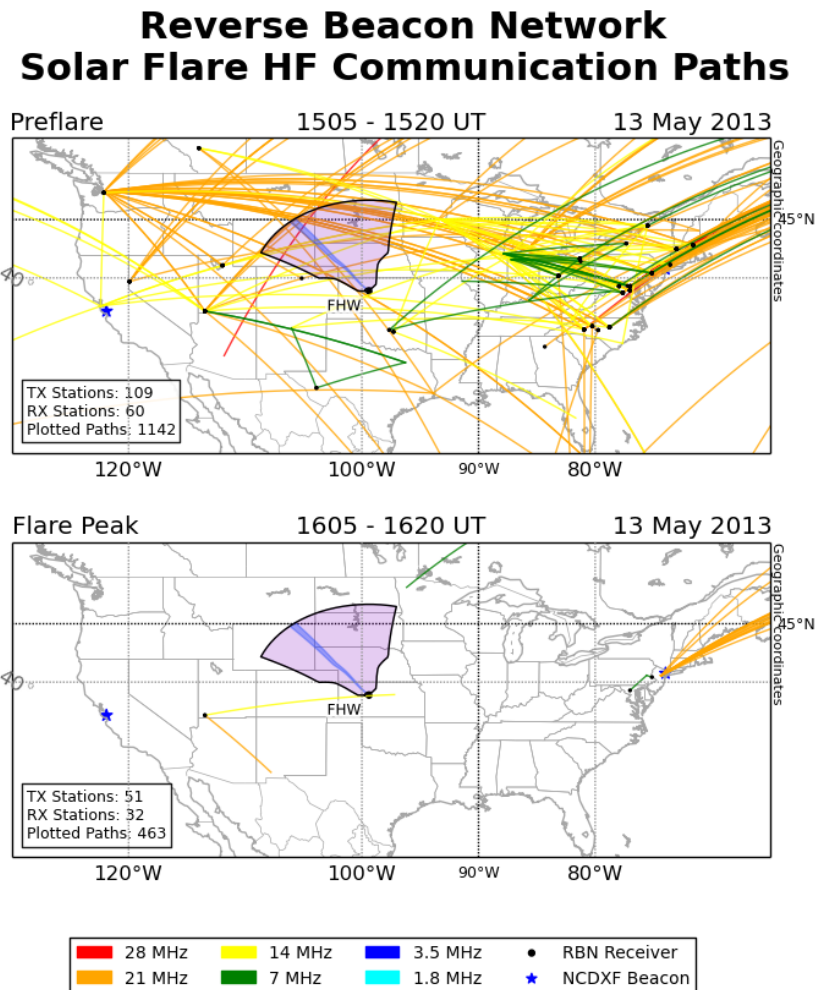 Reverse Beacon Network
Solar Flare HF Communication Paths
Preflare 1505 - 1520 UT 13 May 2013
Geographic coordinates
45°N
40°
FHW
TX Stations: 109
RX Stations: 60
Plotted Paths: 1142
120°W 100°W 90°W 80°W
Flare Peak 1605 - 1620 UT 13 May 2013
Geographic coordinates
45°N
40°
FHW
TX Stations: 51
RX Stations: 32
Plotted Paths: 463
120°W 100°W 90°W 80°W
28 MHz 14 MHz 3.5 MHz RBN Receiver
21 MHz 7 MHz 1.8 MHz NCDXF Beacon